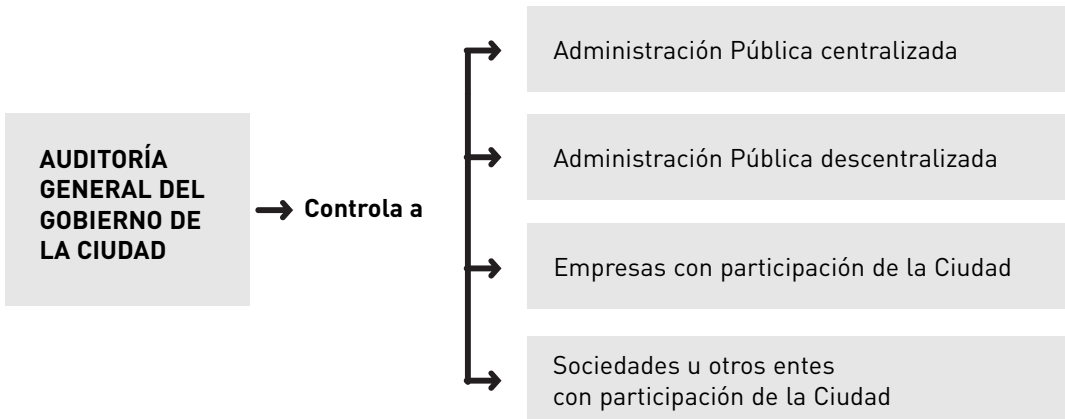 AUDITORÍA
GENERAL DEL
GOBIERNO DE
LA CIUDAD
Controla a
Administración Pública centralizada
Administración Pública descentralizada
Empresas con participación de la Ciudad
Sociedades u otros entes
con participación de la Ciudad